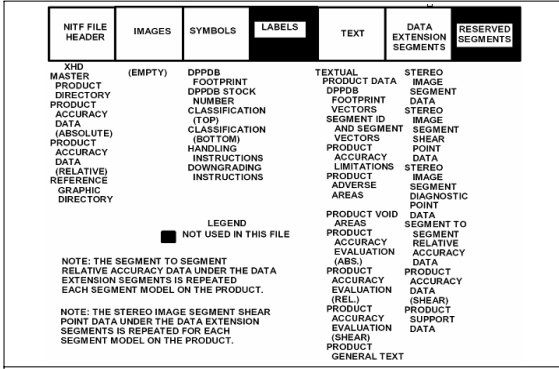 NITF FILE
HEADER
IMAGES
SYMBOLS
LABELS
TEXT
DATA
EXTENSION
SEGMENTS
RESERVED
SEGMENTS
XHD
MASTER
PRODUCT
DIRECTORY
PRODUCT
ACCURACY
DATA
(ABSOLUTE)
PRODUCT
ACCURACY
DATA
(RELATIVE)
REFERENCE
GRAPHIC
DIRECTORY
(EMPTY)
DPPDB
FOOTPRINT
DPPDB STOCK
NUMBER
CLASSIFICATION
(TOP)
CLASSIFICATION
(BOTTOM)
HANDLING
INSTRUCTIONS
DOWNGRADING
INSTRUCTIONS
TEXTUAL
PRODUCT DATA
DPPDB
FOOTPRINT
VECTORS
SEGMENT ID
AND SEGMENT
VECTORS
PRODUCT
ACCURACY
LIMITATIONS
PRODUCT
ADVERSE
AREAS
PRODUCT VOID
AREAS
PRODUCT
ACCURACY
EVALUATION
(ABS.)
PRODUCT
ACCURACY
EVALUATION
(REL.)
PRODUCT
ACCURACY
EVALUATION
(SHEAR)
PRODUCT
GENERAL TEXT
STEREO
IMAGE
SEGMENT
DATA
STEREO
IMAGE
SEGMENT
SHEAR
POINT
DATA
STEREO
IMAGE
SEGMENT
DIAGNOSTIC
POINT
DATA
SEGMENT TO
SEGMENT
RELATIVE
ACCURACY
DATA
PRODUCT
ACCURACY
DATA
(SHEAR)
PRODUCT
SUPPORT
DATA
LEGEND
NOT USED IN THIS FILE
NOTE: THE SEGMENT TO SEGMENT
RELATIVE ACCURACY DATA UNDER THE DATA
EXTENSION SEGMENTS IS REPEATED
EACH SEGMENT MODEL ON THE PRODUCT.
NOTE: THE STEREO IMAGE SEGMENT SHEAR
POINT DATA UNDER THE DATA EXTENSION
SEGMENTS IS REPEATED FOR EACH
SEGMENT MODEL ON THE PRODUCT.